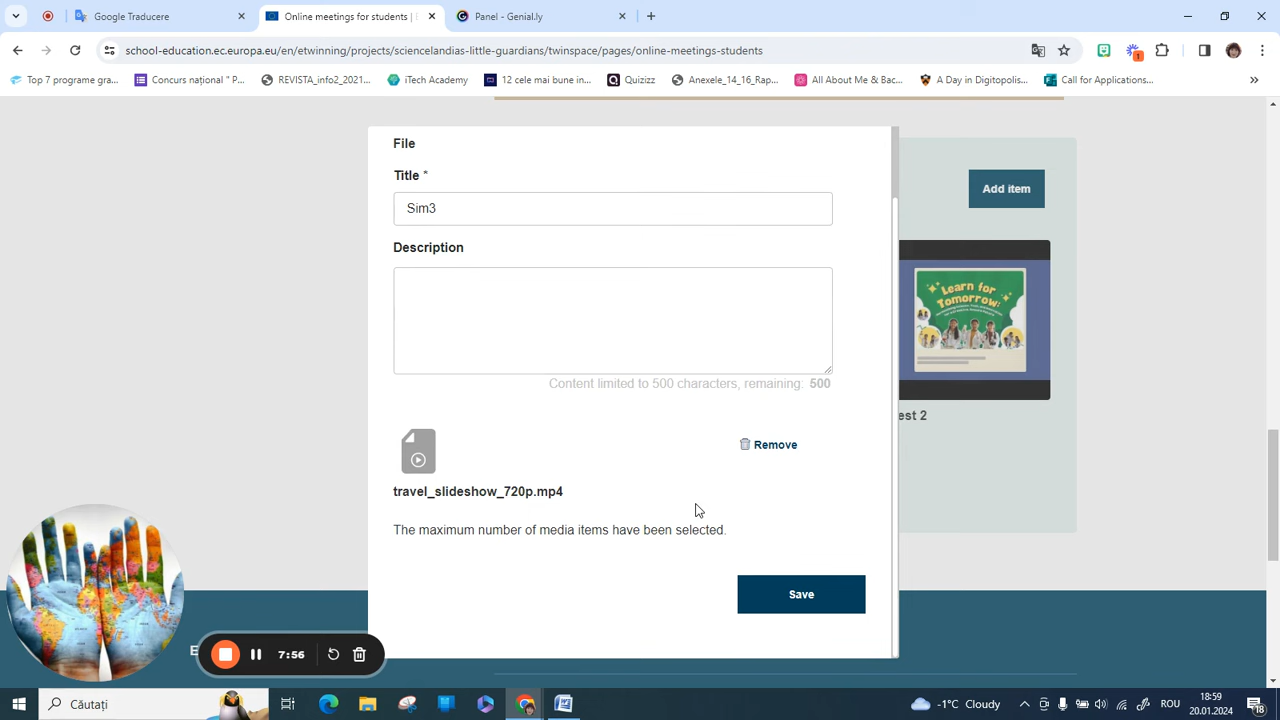 Google Traducere
Online meetings for students |
Panel - Genial.ly
school-education.ec.europa.eu/en/etwinning/projects/sciencelandias-little-guardians/twinspace/pages/online-meetings-students
1
Top 7 programe gra...
Concurs national " P...
REVISTA_info2_2021...
iTech Academy
12 cele mai bune in...
Quizizz
Anexele_14_16_Rap...
All About Me & Bac...
A Day in Digitopolis...
Call for Applications...
File
Title *
Sim3
Add item
Description
Learn for
Tomorrow:
Content limited to 500 characters, remaining: 500
est 2
Remove
travel_slideshow_720p.mp4
The maximum number of media items have been selected.
Save
E
7:56
Căutați
-1°C Cloudy
ROU
18:59
20.01.2024
18